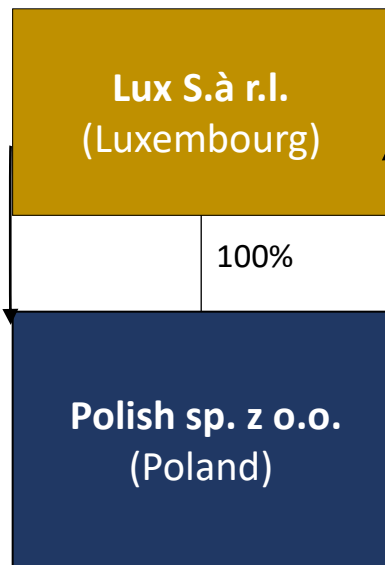 Lux S.à r.l.
(Luxembourg)
100%
Polish sp. z o.o.
(Poland)